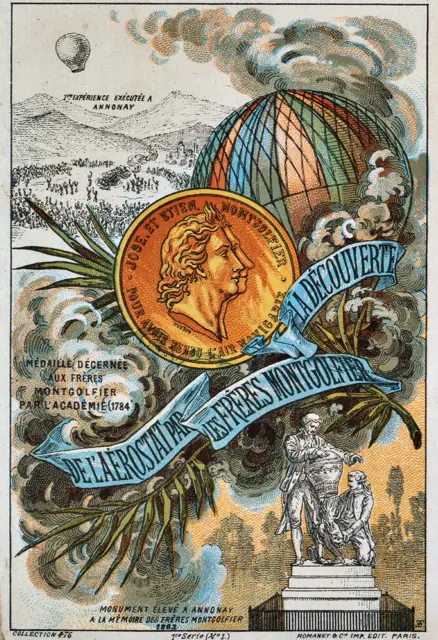 1re EXPÉRIENCE EXÉCUTÉE A
ANNONAY
JOSE. ET ETIEN. MONTGOLFIER
POUR AVOIR RENDU L'AIR NAVIGABLE
LA DÉCOUVERTE
DE L'AÉROSTAT PAR
LES FRÈRES MONTGOLFIER
MÉDAILLE DÉCERNÉE
AUX FRÈRES
MONTGOLFIER
PAR L'ACADÉMIE (1784)
MONUMENT ÉLEVÉ A ANNONAY
A LA MÉMOIRE DES FRÈRES MONTGOLFIER
1883
COLLECTION 476
1re Serie (No 1.)
ROMANET & Cie IMP. EDIT. PARIS.